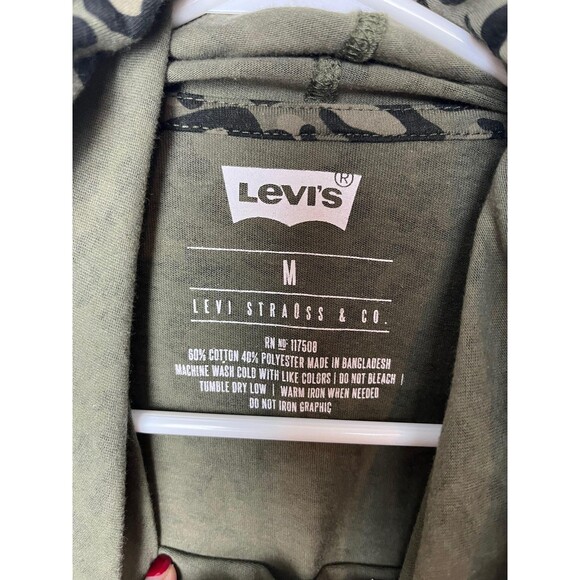 Levi's ®
M
LEVI STRAUSS & CO.
RN NO: 117508
60% COTTON 40% POLYESTER MADE IN BANGLADESH
MACHINE WASH COLD WITH LIKE COLORS | DO NOT BLEACH |
TUMBLE DRY LOW | WARM IRON WHEN NEEDED
DO NOT IRON GRAPHIC